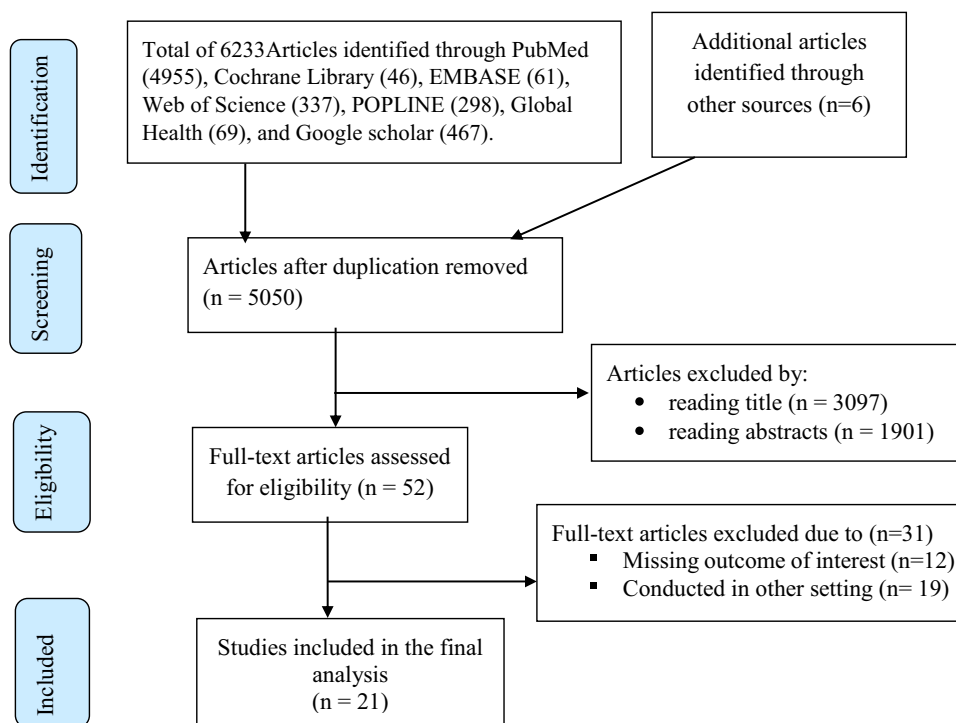 Identification
Total of 6233Articles identified through PubMed
(4955), Cochrane Library (46), EMBASE (61),
Web of Science (337), POPLINE (298), Global
Health (69), and Google scholar (467).
Additional articles
identified through
other sources (n=6)
Screening
Articles after duplication removed
(n = 5050)
Articles excluded by:
• reading title (n = 3097)
• reading abstracts (n = 1901)
Eligibility
Full-text articles assessed
for eligibility (n = 52)
Full-text articles excluded due to (n=31)
▪ Missing outcome of interest (n=12)
▪ Conducted in other setting (n= 19)
Included
Studies included in the final
analysis
(n = 21)